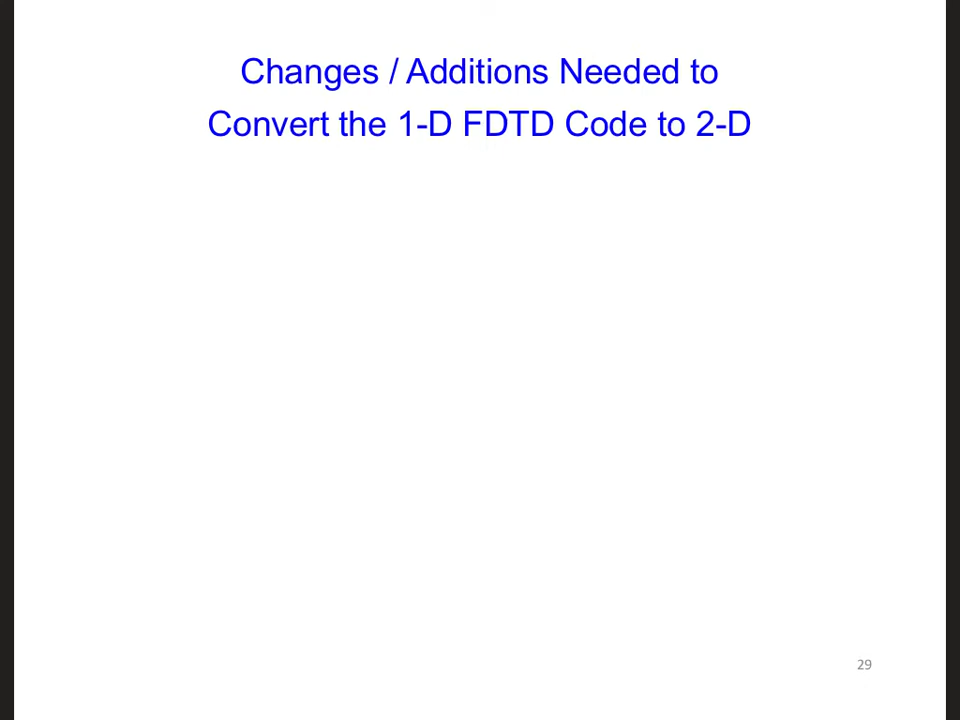 Changes / Additions Needed to
Convert the 1-D FDTD Code to 2-D
29